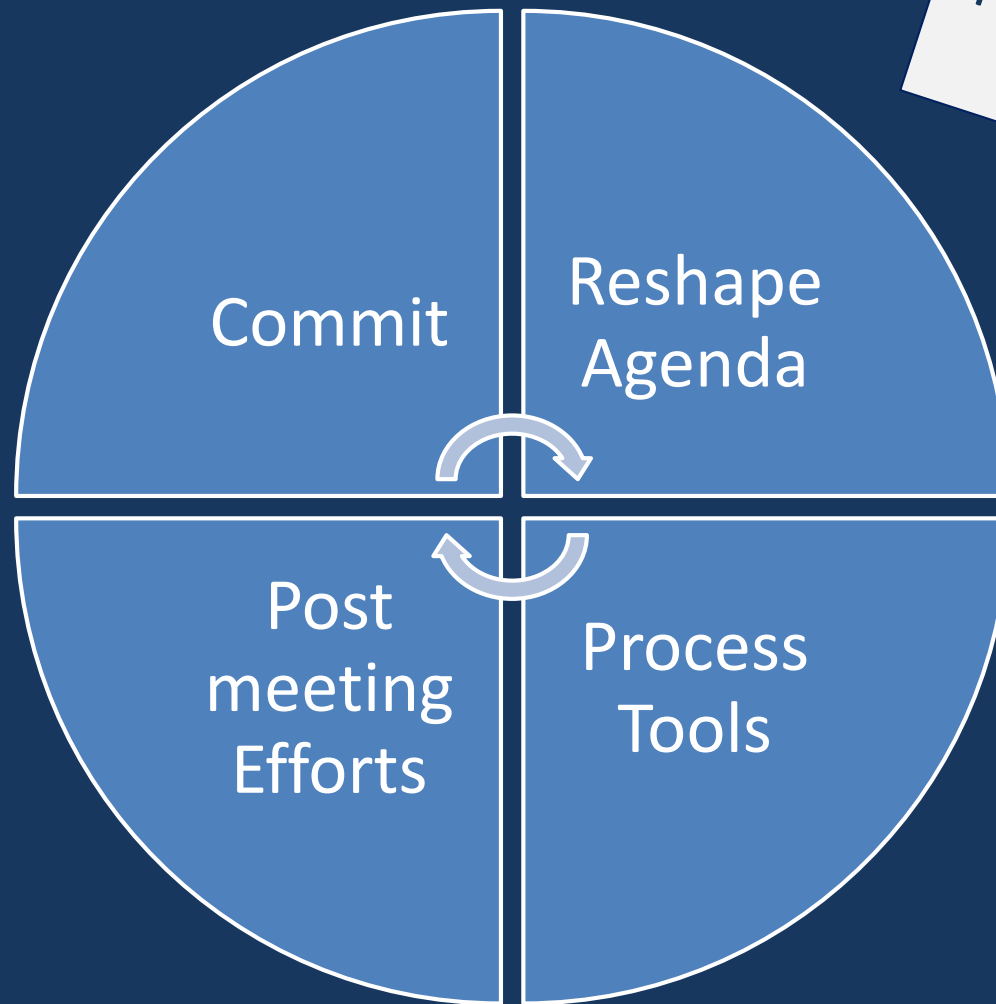 Commit
Reshape
Agenda
Post
meeting
Efforts
Process
Tools